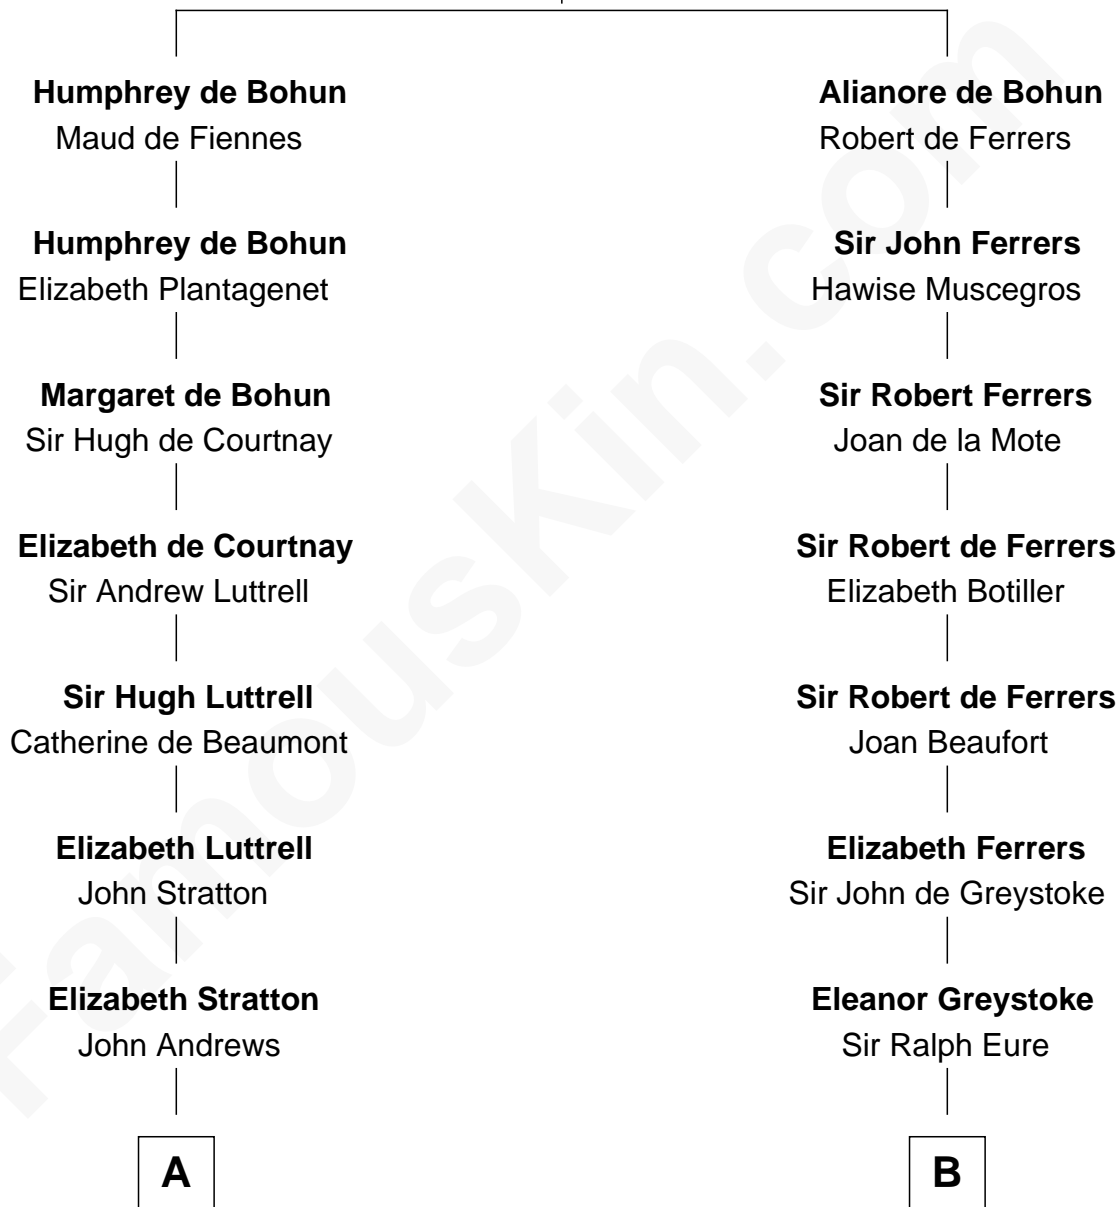 Humphrey de Bohun
Maud de Fiennes
Humphrey de Bohun
Elizabeth Plantagenet
Margaret de Bohun
Sir Hugh de Courtnay
Elizabeth de Courtnay
Sir Andrew Luttrell
Sir Hugh Luttrell
Catherine de Beaumont
Elizabeth Luttrell
John Stratton
Elizabeth Stratton
John Andrews
A
Alianore de Bohun
Robert de Ferrers
Sir John Ferrers
Hawise Muscegros
Sir Robert Ferrers
Joan de la Mote
Sir Robert de Ferrers
Elizabeth Botiller
Sir Robert de Ferrers
Joan Beaufort
Elizabeth Ferrers
Sir John de Greystoke
Eleanor Greystoke
Sir Ralph Eure
B
FamousKin.com